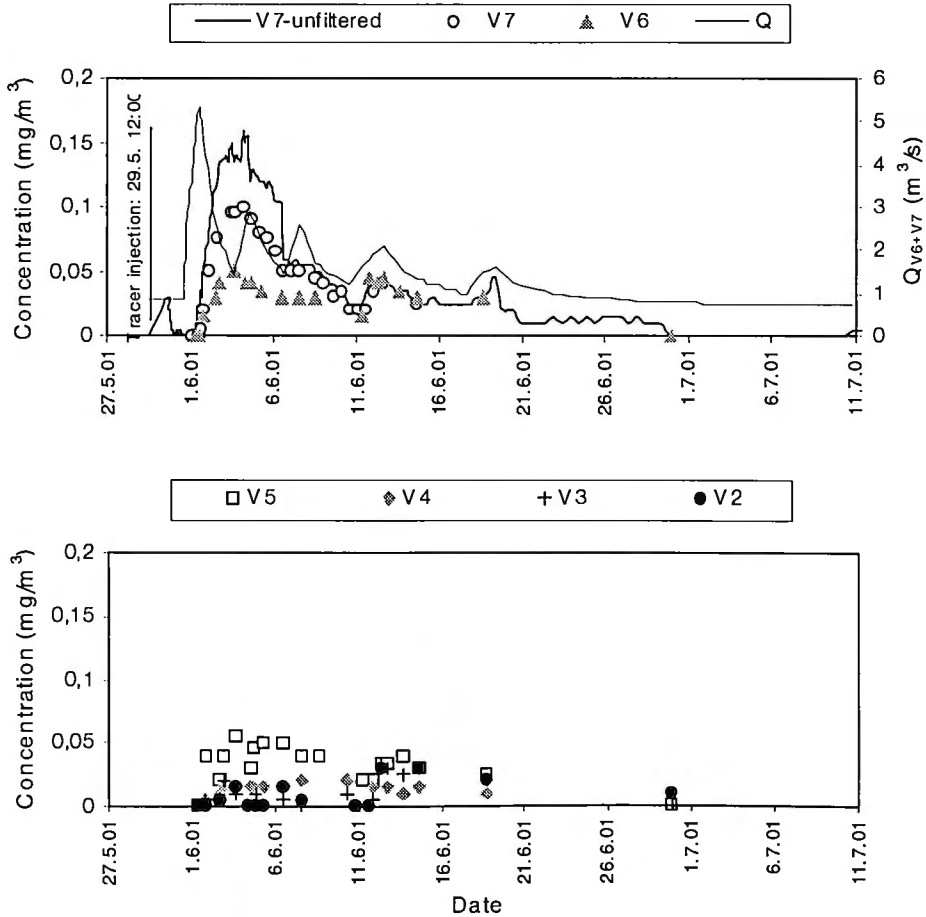 V7-unfiltered V7 V6 Q
Concentration (mg/m³)
0,2
0,15
0,1
0,05
0
racer injection: 29.5. 12:00
6
5
4
3
2
1
0
Q V6+V7 (m³/s)
27.5.01 1.6.01 6.6.01 11.6.01 16.6.01 21.6.01 26.6.01 1.7.01 6.7.01 11.7.01
V5 V4 V3 V2
Concentration (mg/m³)
0,2
0,15
0,1
0,05
0
27.5.01 1.6.01 6.6.01 11.6.01 16.6.01 21.6.01 26.6.01 1.7.01 6.7.01 11.7.01
Date